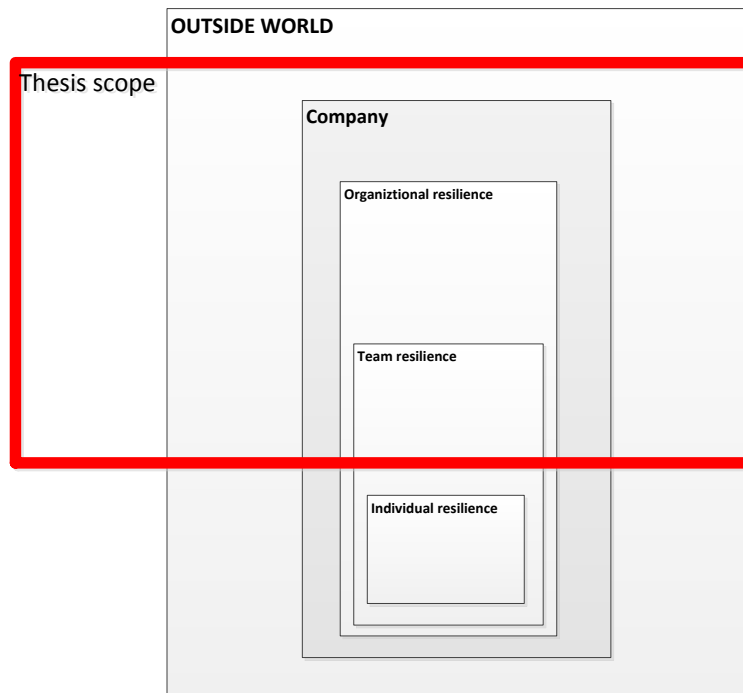 OUTSIDE WORLD
Thesis scope
Company
Organiztional resilience
Team resilience
Individual resilience